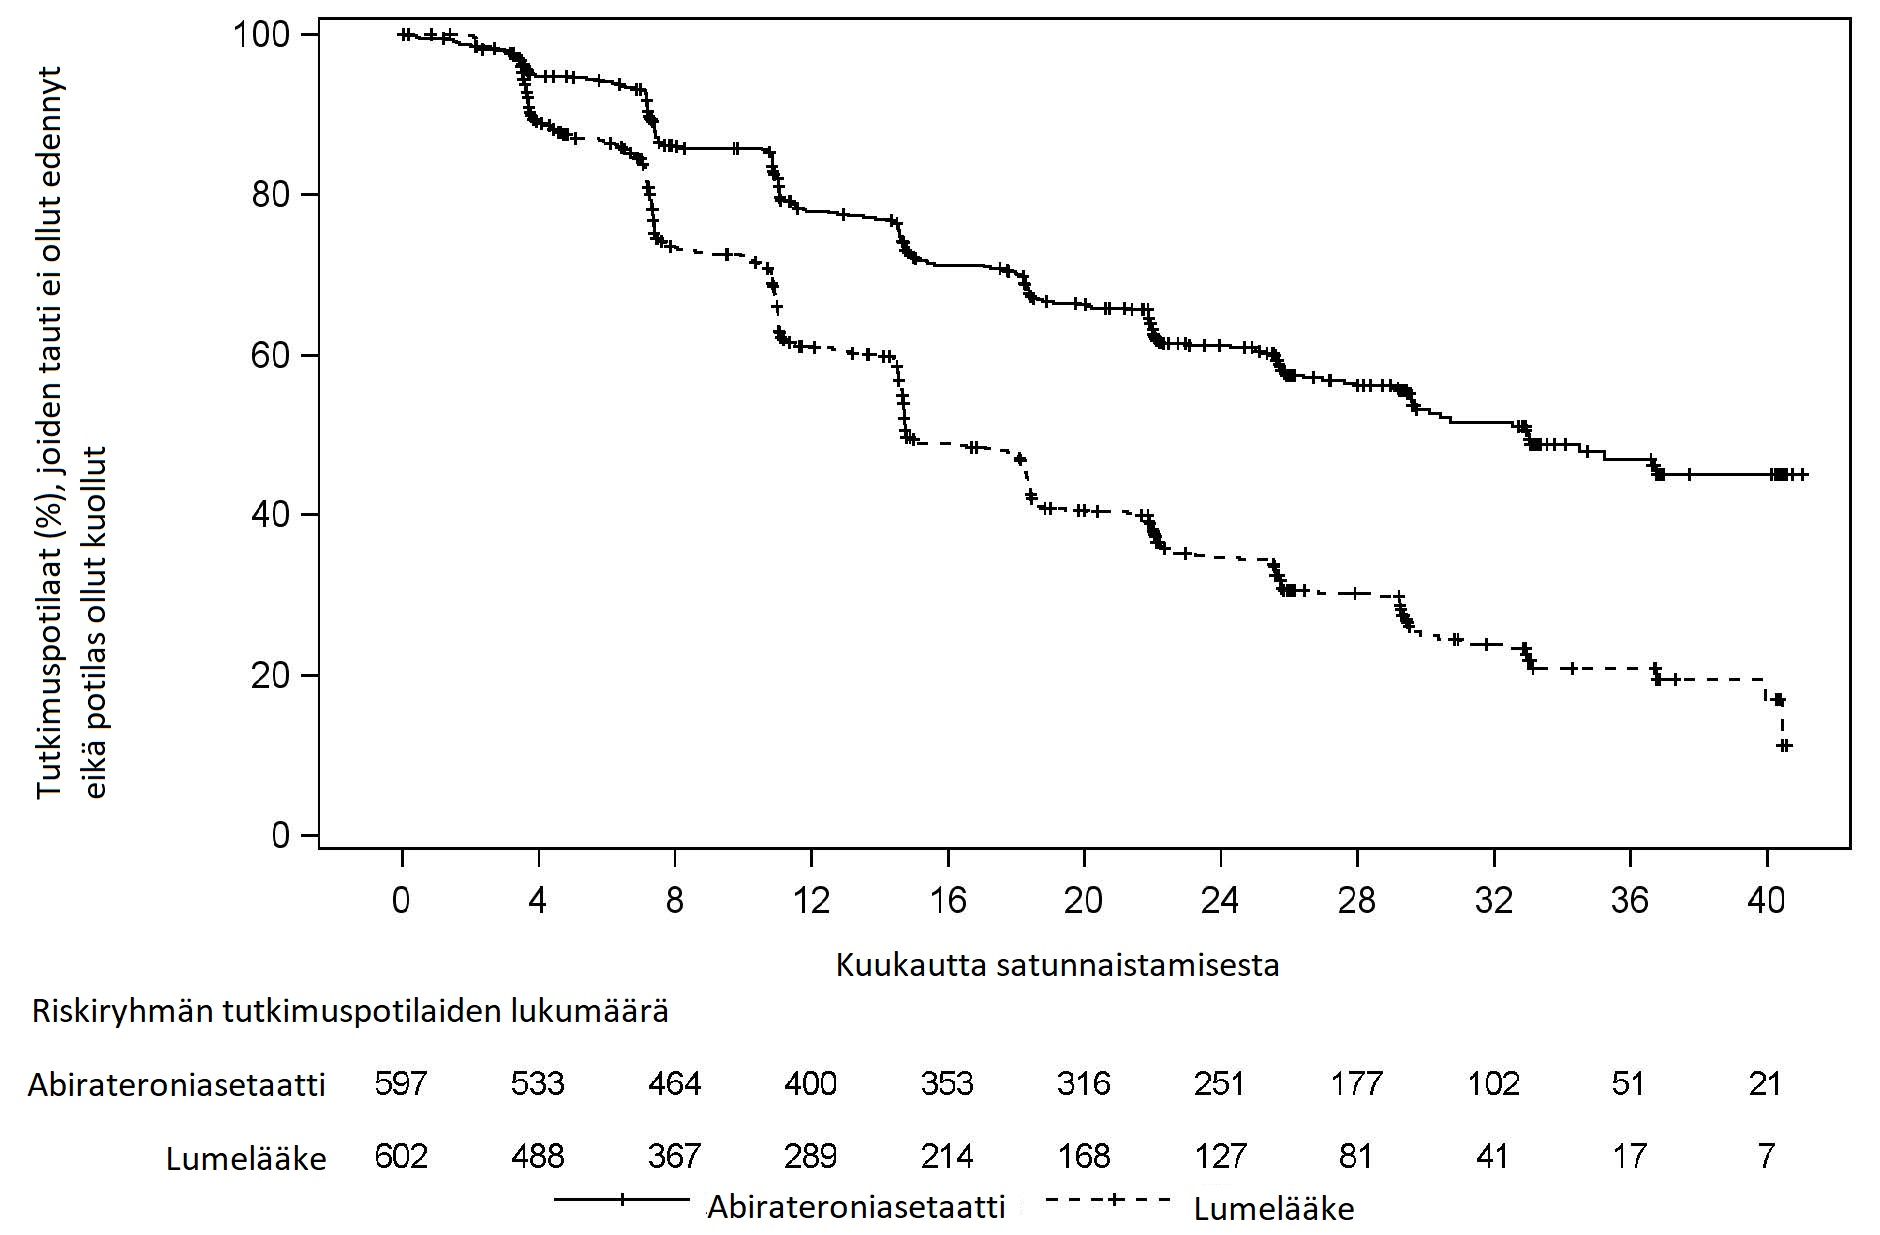 Tutkimuspotilaat (%), joiden tauti ei ollut edennyt
eikä potilas ollut kuollut
100
80
60
40
20
0
0 4 8 12 16 20 24 28 32 36 40
Kuukautta satunnaistamisesta
Riskiryhmän tutkimuspotilaiden lukumäärä
Abirateroniasetaatti 597 533 464 400 353 316 251 177 102 51 21
Lumelääke 602 488 367 289 214 168 127 81 41 17 7
Abirateroniasetaatti Lumelääke